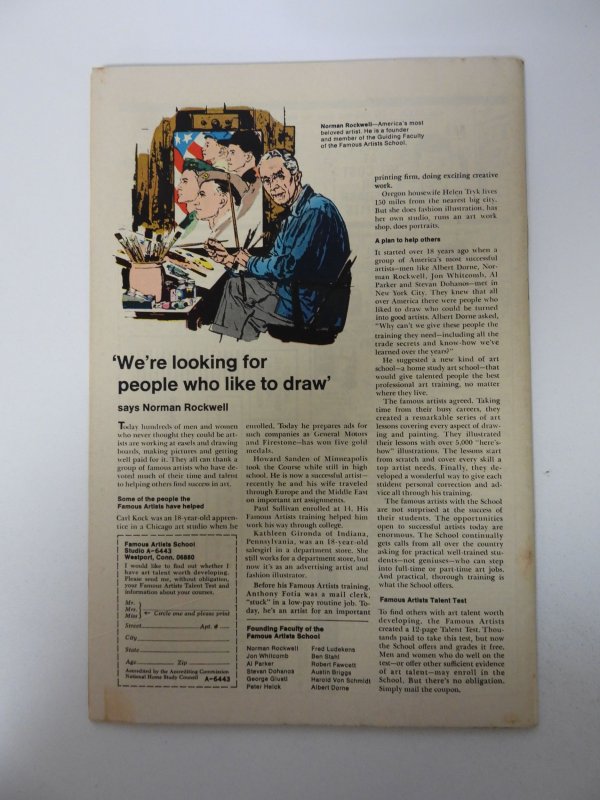 Norman Rockwell—America's most
beloved artist. He is a founder
and member of the Guiding Faculty
of the Famous Artists School.
'We're looking for
people who like to draw'
says Norman Rockwell
Today hundreds of men and women
who never thought they could be art-
ists are working at easels and drawing
boards, making pictures and getting
well paid for it. They all can thank a
group of famous artists who have de-
voted much of their time and talent
to helping others find success in art.
Some of the people the
Famous Artists have helped
Carl Kock was an 18-year-old appren-
tice in a Chicago art studio when he
enrolled. Today he prepares ads for
such companies as General Motors
and Firestone—has won five gold
medals.
Howard Sanden of Minneapolis
took the Course while still in high
school. He is now a successful artist—
recently he and his wife traveled
through Europe and the Middle East
on important art assignments.
Paul Sullivan enrolled at 14. His
Famous Artists training helped him
work his way through college.
Kathleen Gironda of Indiana,
Pennsylvania, was an 18-year-old
salesgirl in a department store. She
still works for a department store, but
now it's as an advertising artist and
fashion illustrator.
Before his Famous Artists training,
Anthony Fotia was a mail clerk,
"stuck" in a low-pay routine job. To-
day, he's an artist for an important
printing firm, doing exciting creative
work.
Oregon housewife Helen Tryk lives
150 miles from the nearest big city.
But she does fashion illustration, has
her own studio, runs an art work
shop, does portraits.
A plan to help others
It started over 18 years ago when a
group of America's most successful
artists—men like Albert Dorne, Nor-
man Rockwell, Jon Whitcomb, Al
Parker and Stevan Dohanos—met in
New York City. They knew that all
over America there were people who
liked to draw who could be turned
into good artists. Albert Dorne asked,
"Why can't we give these people the
training they need—including all the
trade secrets and know-how we've
learned over the years?"
He suggested a new kind of art
school—a home study art school—that
would give talented people the best
professional art training, no matter
where they live.
The famous artists agreed. Taking
time from their busy careers, they
created a remarkable series of art
lessons covering every aspect of draw-
ing and painting. They illustrated
their lessons with over 5,000 "here's-
how" illustrations. The lessons start
from scratch and cover every skill a
top artist needs. Finally, they de-
veloped a wonderful way to give each
student personal correction and ad-
vice all through his training.
The famous artists with the School
are not surprised at the success of
their students. The opportunities
open to successful artists today are
enormous. The School continually
gets calls from all over the country
asking for practical well-trained stu-
dents—not geniuses—who can step
into full-time or part-time art jobs.
And practical, thorough training is
what the School offers.
Famous Artists Talent Test
To find others with art talent worth
developing, the Famous Artists
created a 12-page Talent Test. Thou-
sands paid to take this test, but now
the School offers and grades it free.
Men and women who do well on the
test—or offer other sufficient evidence
of art talent—may enroll in the
School. But there's no obligation.
Simply mail the coupon.
Famous Artists School
Studio A-6443
Westport, Conn. 06880
I would like to find out whether I
have art talent worth developing.
Please send me, without obligation,
your Famous Artists Talent Test and
information about your courses.
Mr.
Mrs. ← Circle one and please print
Miss
Street Apt. #
City
State
Age Zip
Accredited by the Accrediting Commission
National Home Study Council A-6443
Founding Faculty of the
Famous Artists School
Norman Rockwell
Jon Whitcomb
Al Parker
Stevan Dohanos
George Giusti
Peter Helck
Fred Ludekens
Ben Stahl
Robert Fawcett
Austin Briggs
Harold Von Schmidt
Albert Dorne